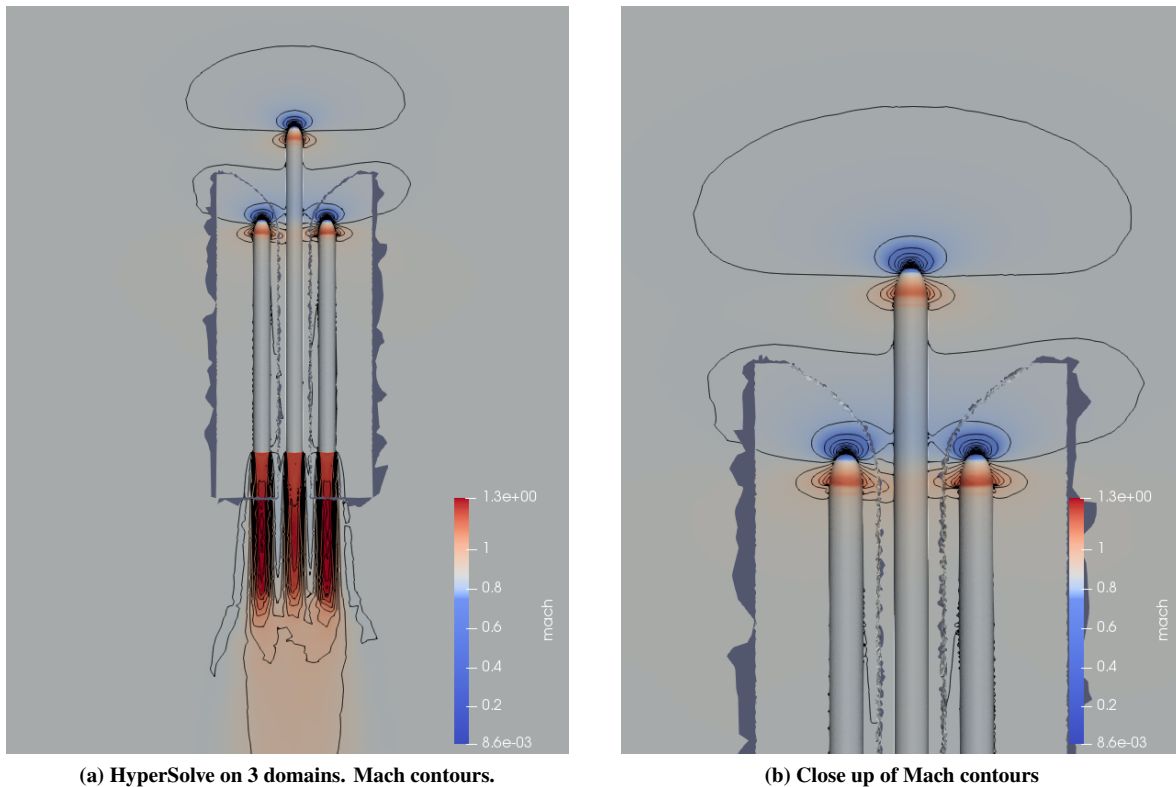 1.3e+00
1
0.8
0.6
0.4
0.2
8.6e-03
mach
1.3e+00
1
0.8
0.6
0.4
0.2
8.6e-03
mach
(a) HyperSolve on 3 domains. Mach contours.
(b) Close up of Mach contours